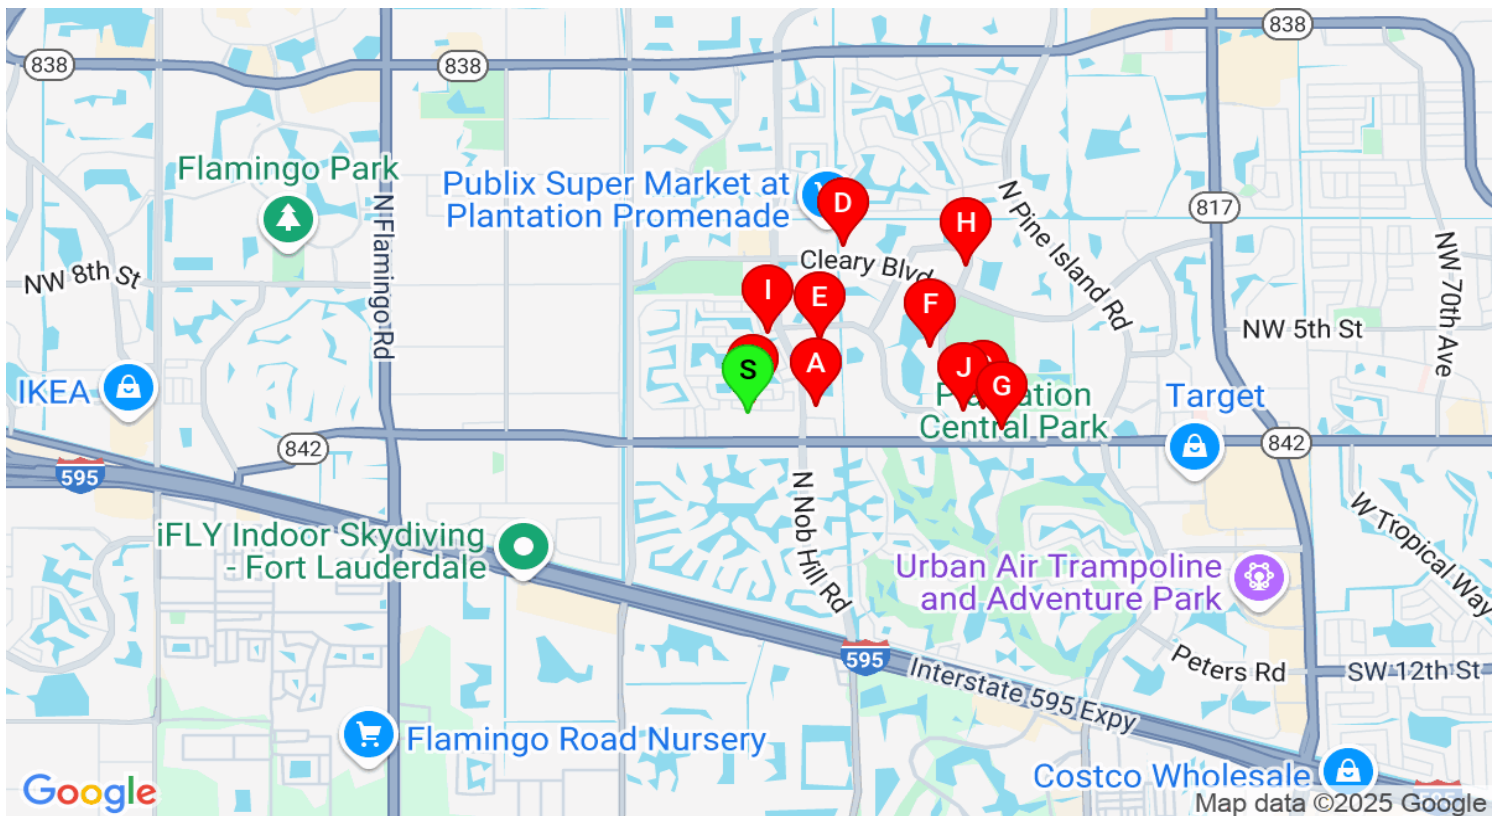 838
838
838
Flamingo Park
Publix Super Market at
Plantation Promenade
D
H
817
N Pine Island Rd
N Flamingo Rd
NW 8th St
Cleary Blvd
NW 70th Ave
I
E
F
NW 5th St
S
A
J
G
IKEA
Central Park
Target
842
842
595
N Nob Hill Rd
W Tropical Way
iFLY Indoor Skydiving
- Fort Lauderdale
Urban Air Trampoline
and Adventure Park
595
Interstate 595 Expy
Peters Rd
SW 12th St
Flamingo Road Nursery
Costco Wholesale
595
Google
Map data ©2025 Google